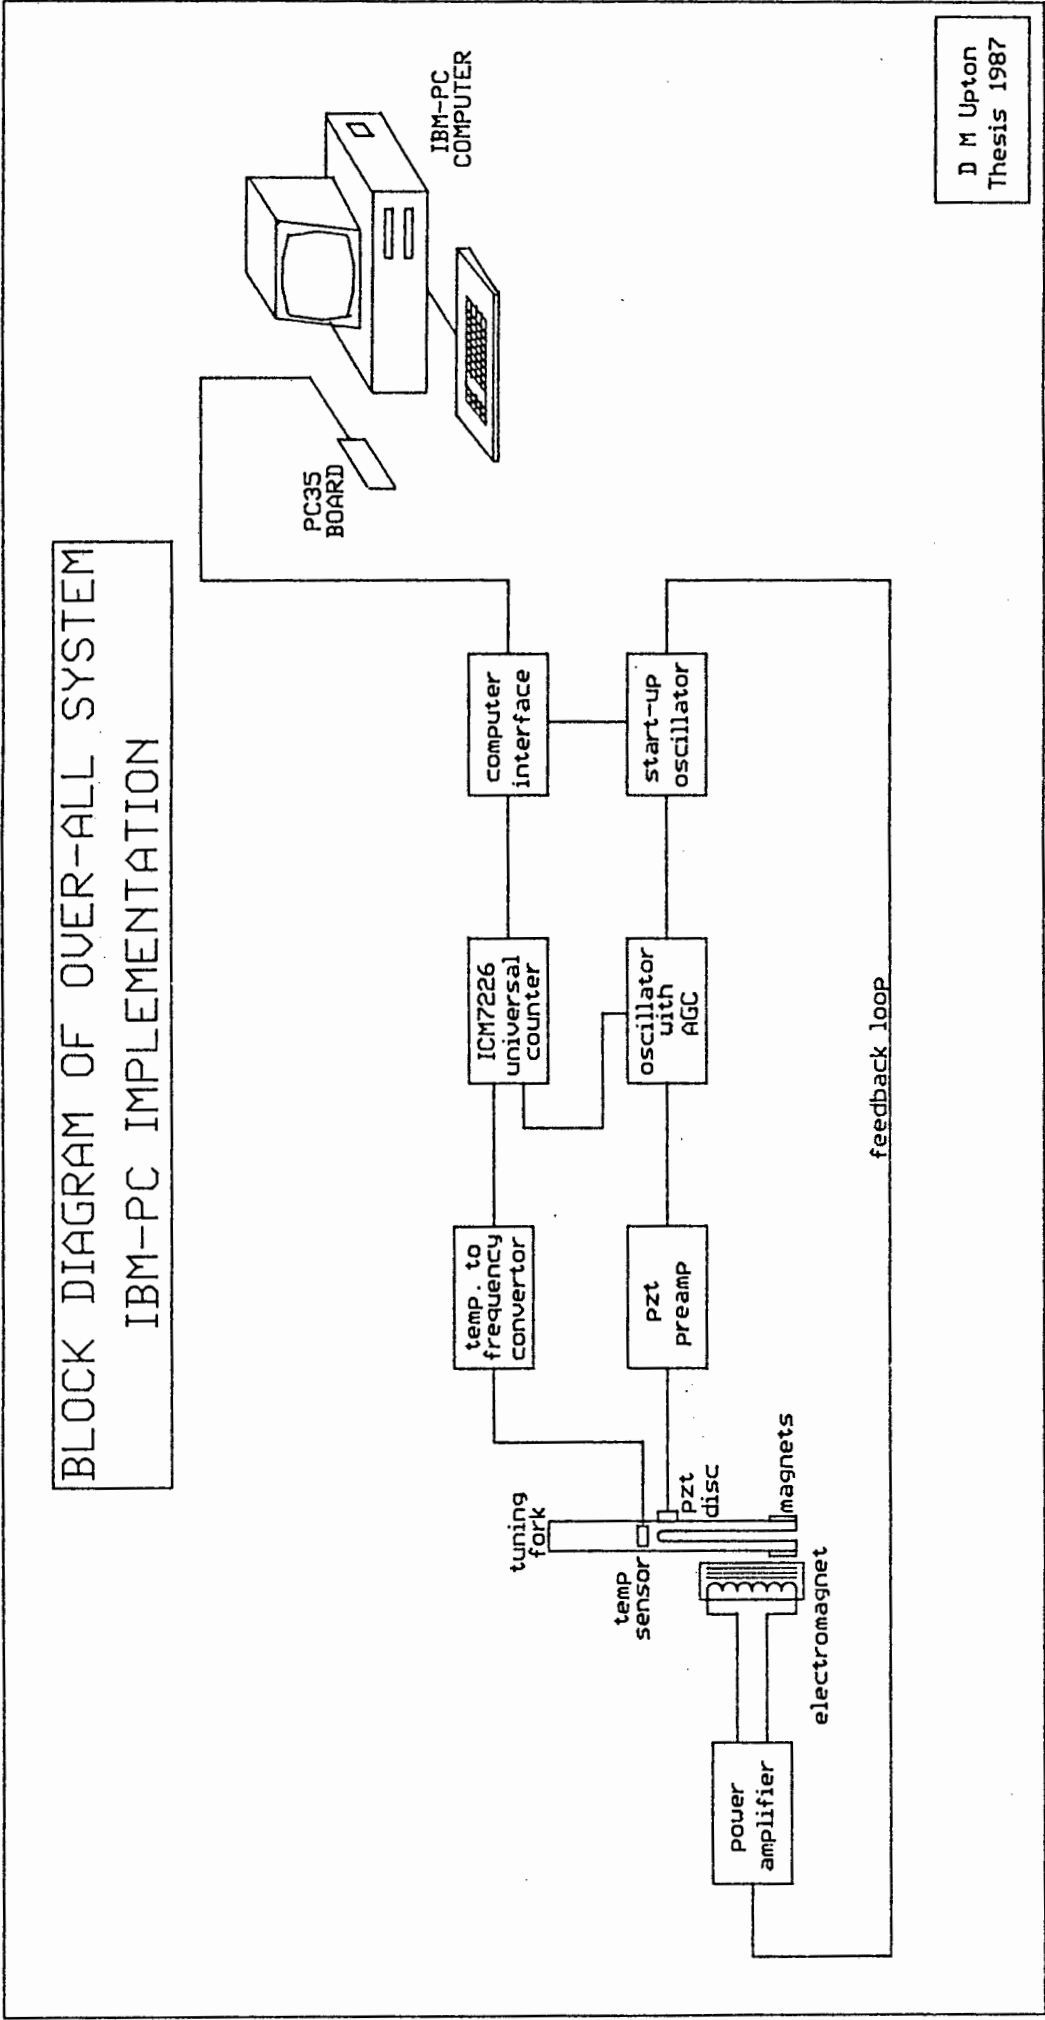 BLOCK DIAGRAM OF OVER-ALL SYSTEM
IBM-PC IMPLEMENTATION
PC35
BOARD
IBM-PC
COMPUTER
temp. to
frequency
convertor
ICM7226
universal
counter
computer
interface
tuning
fork
temp
sensor
pzt
disc
magnets
electromagnet
power
amplifier
pzt
preamp
oscillator
with
AGC
start-up
oscillator
feedback loop
D M Upton
Thesis 1987